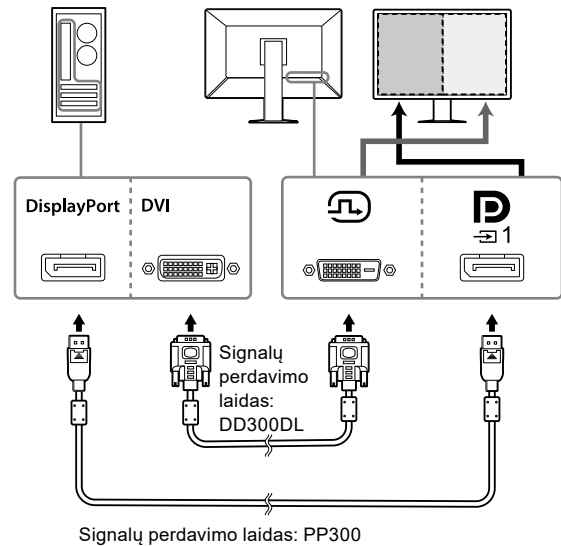 DisplayPort
DVI
1
Signalų
perdavimo
laidas:
DD300DL
Signalų perdavimo laidas: PP300